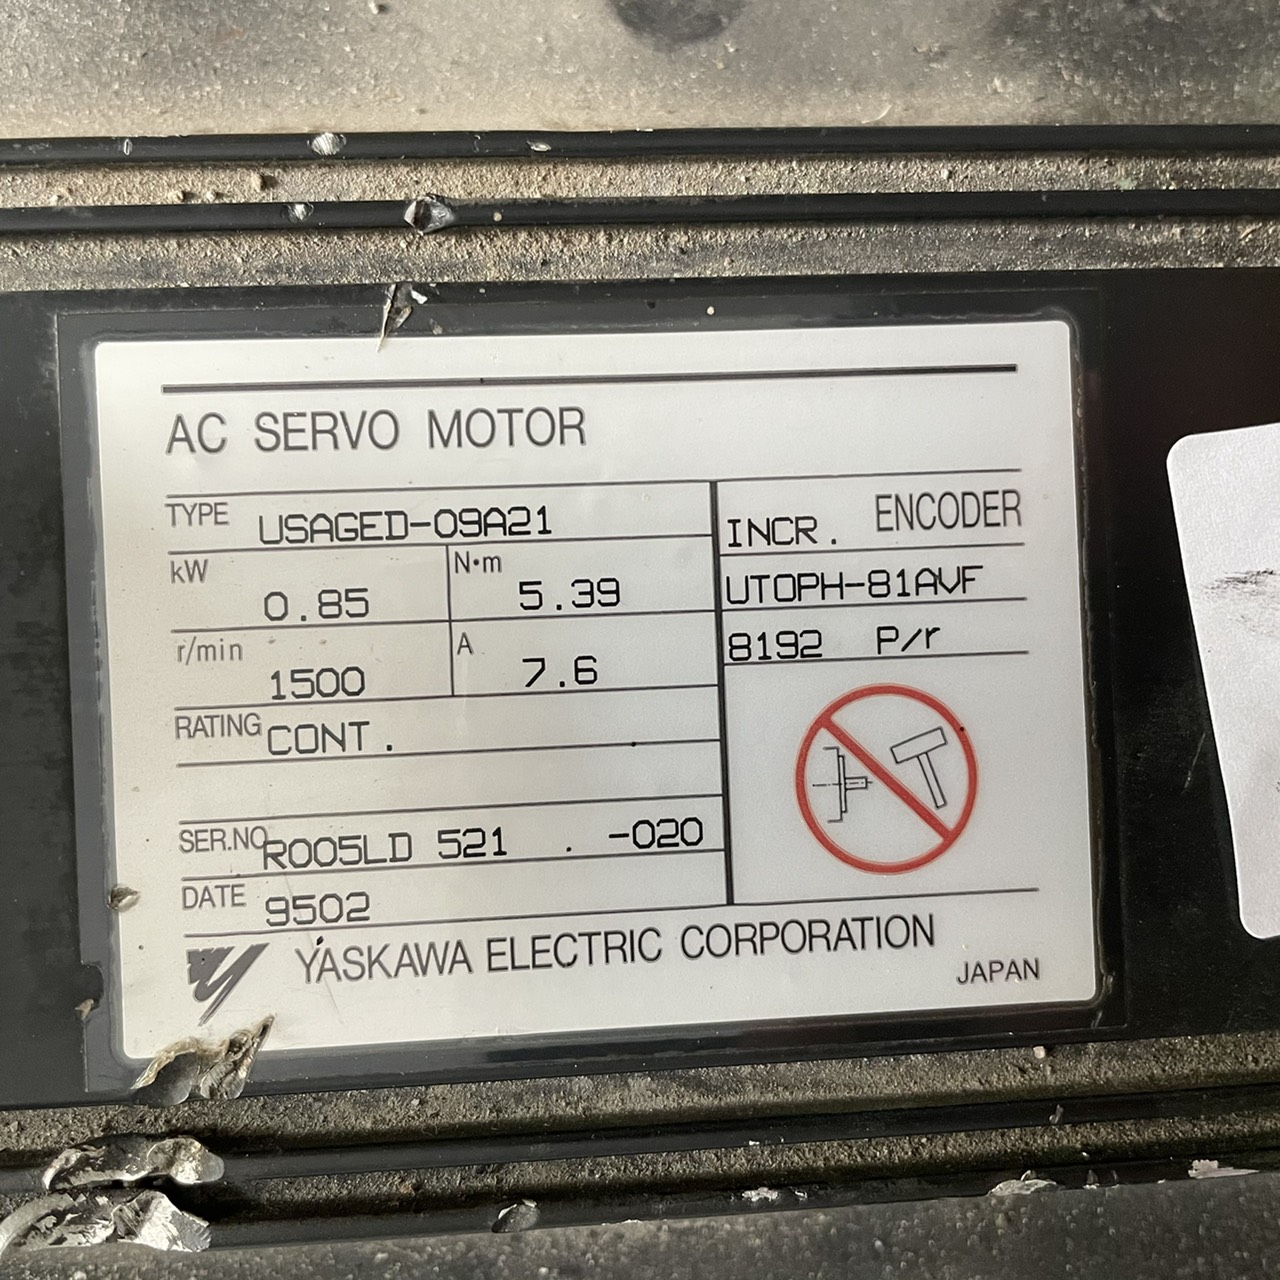 AC SERVO MOTOR
TYPE USAGED-09A21
kW 0.85 N·m 5.39
r/min 1500 A 7.6
RATING CONT.
SER.NO R005LD 521 . -020
DATE 9502
INCR. ENCODER
UTOPH-81AVF
8192 P/r
YASKAWA ELECTRIC CORPORATION
JAPAN